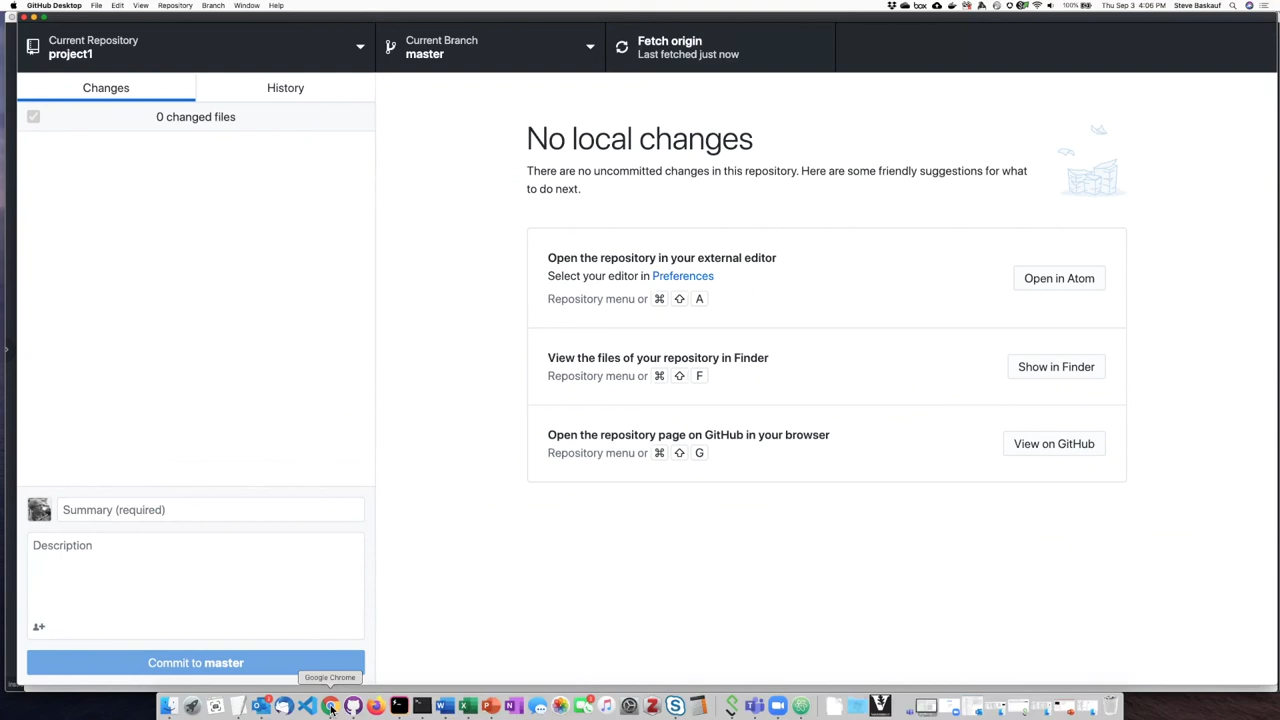 GitHub Desktop File Edit View Repository Branch Window Help
box 100% Thu Sep 3 4:06 PM Steve Baskauf
Current Repository
project1
Current Branch
master
Fetch origin
Last fetched just now
Changes
History
0 changed files
No local changes
There are no uncommitted changes in this repository. Here are some friendly suggestions for what
to do next.
Open the repository in your external editor
Select your editor in Preferences
Repository menu or ⌘ ⇧ A
Open in Atom
View the files of your repository in Finder
Repository menu or ⌘ ⇧ F
Show in Finder
Open the repository page on GitHub in your browser
Repository menu or ⌘ ⇧ G
View on GitHub
Summary (required)
Description
Commit to master
Google Chrome